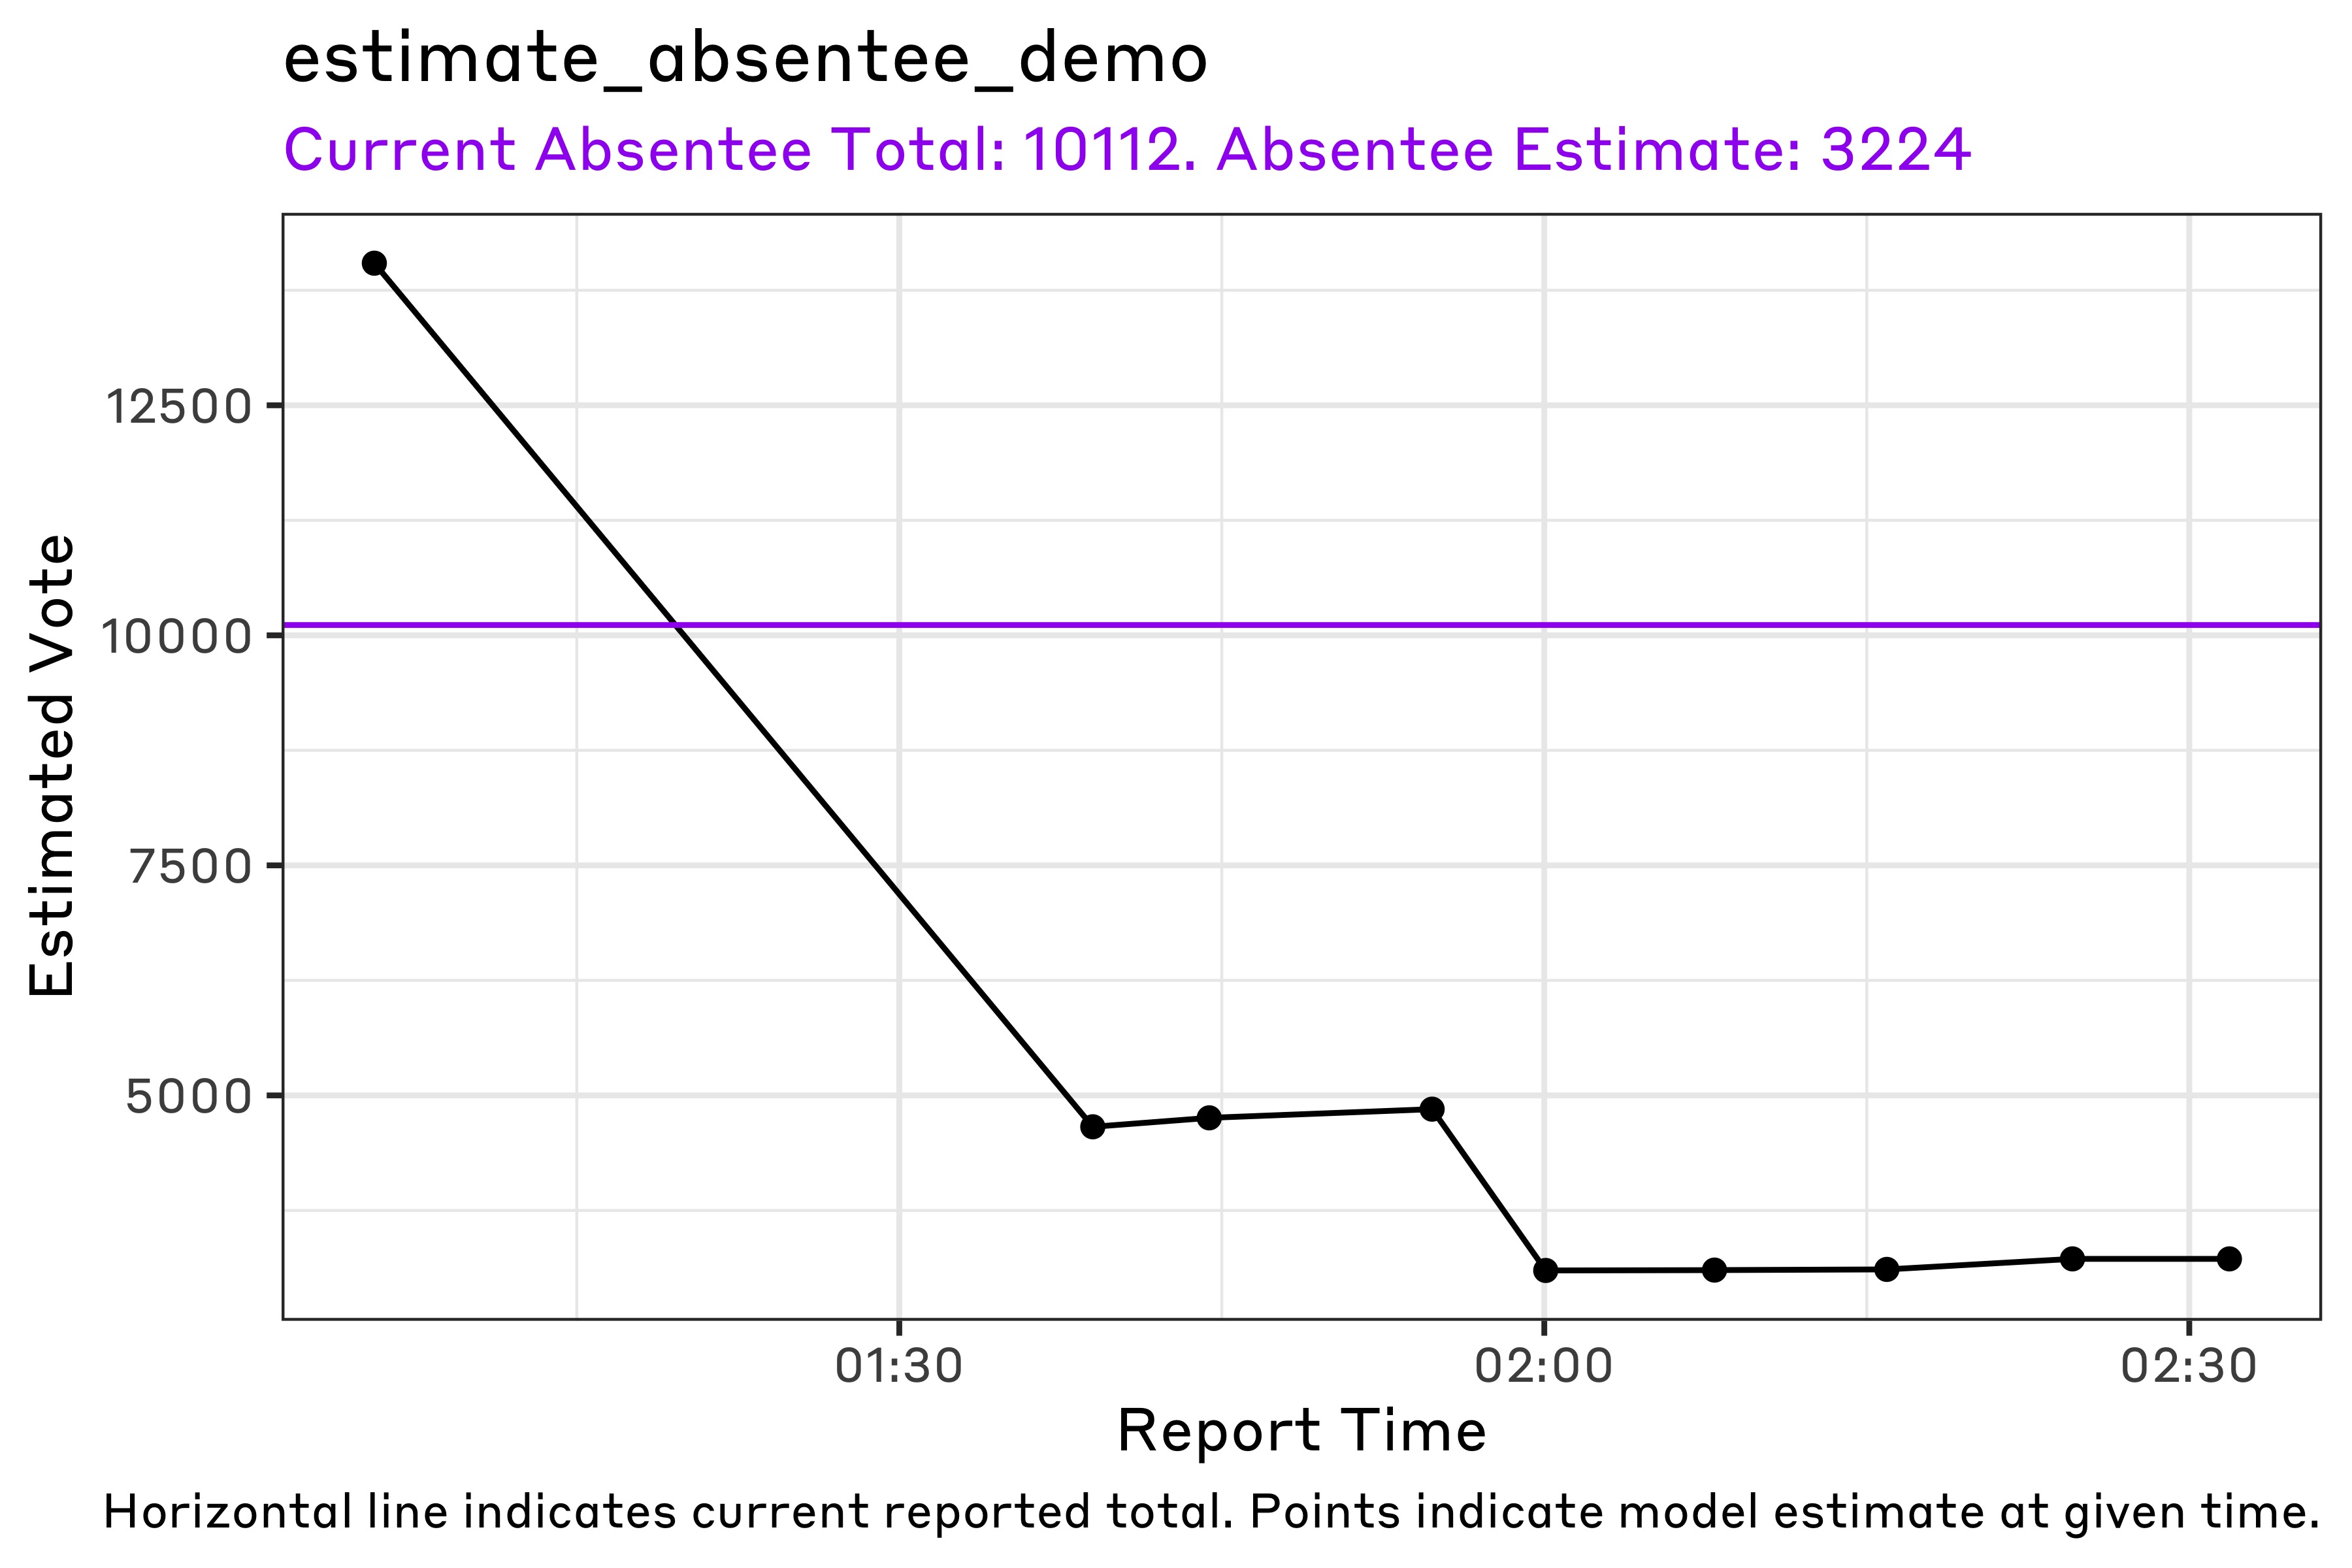 estimate_absentee_demo
Current Absentee Total: 10112. Absentee Estimate: 3224
Estimated Vote
12500
10000
7500
5000
01:30 02:00 02:30
Report Time
Horizontal line indicates current reported total. Points indicate model estimate at given time.